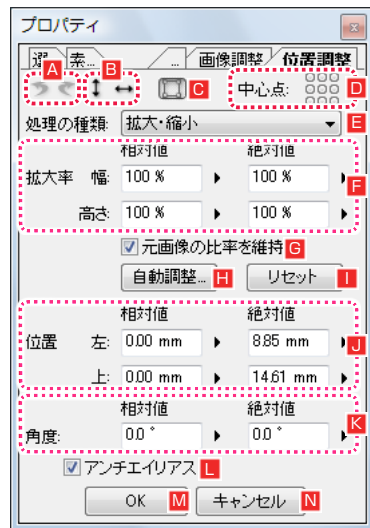 プロパティ
選 素... ... 画像調整 位置調整
A B C 中心点: D
処理の種類: 拡大・縮小 E
相対値 絶対値
拡大率 幅: 100 % 100 % F
高さ: 100 % 100 %
元画像の比率を維持 G
自動調整... H リセット I
相対値 絶対値
位置 左: 0.00 mm 8.85 mm J
上: 0.00 mm 14.61 mm
相対値 絶対値 K
角度: 0.0 ° 0.0 °
アンチエイリアス L
OK M キャンセル N